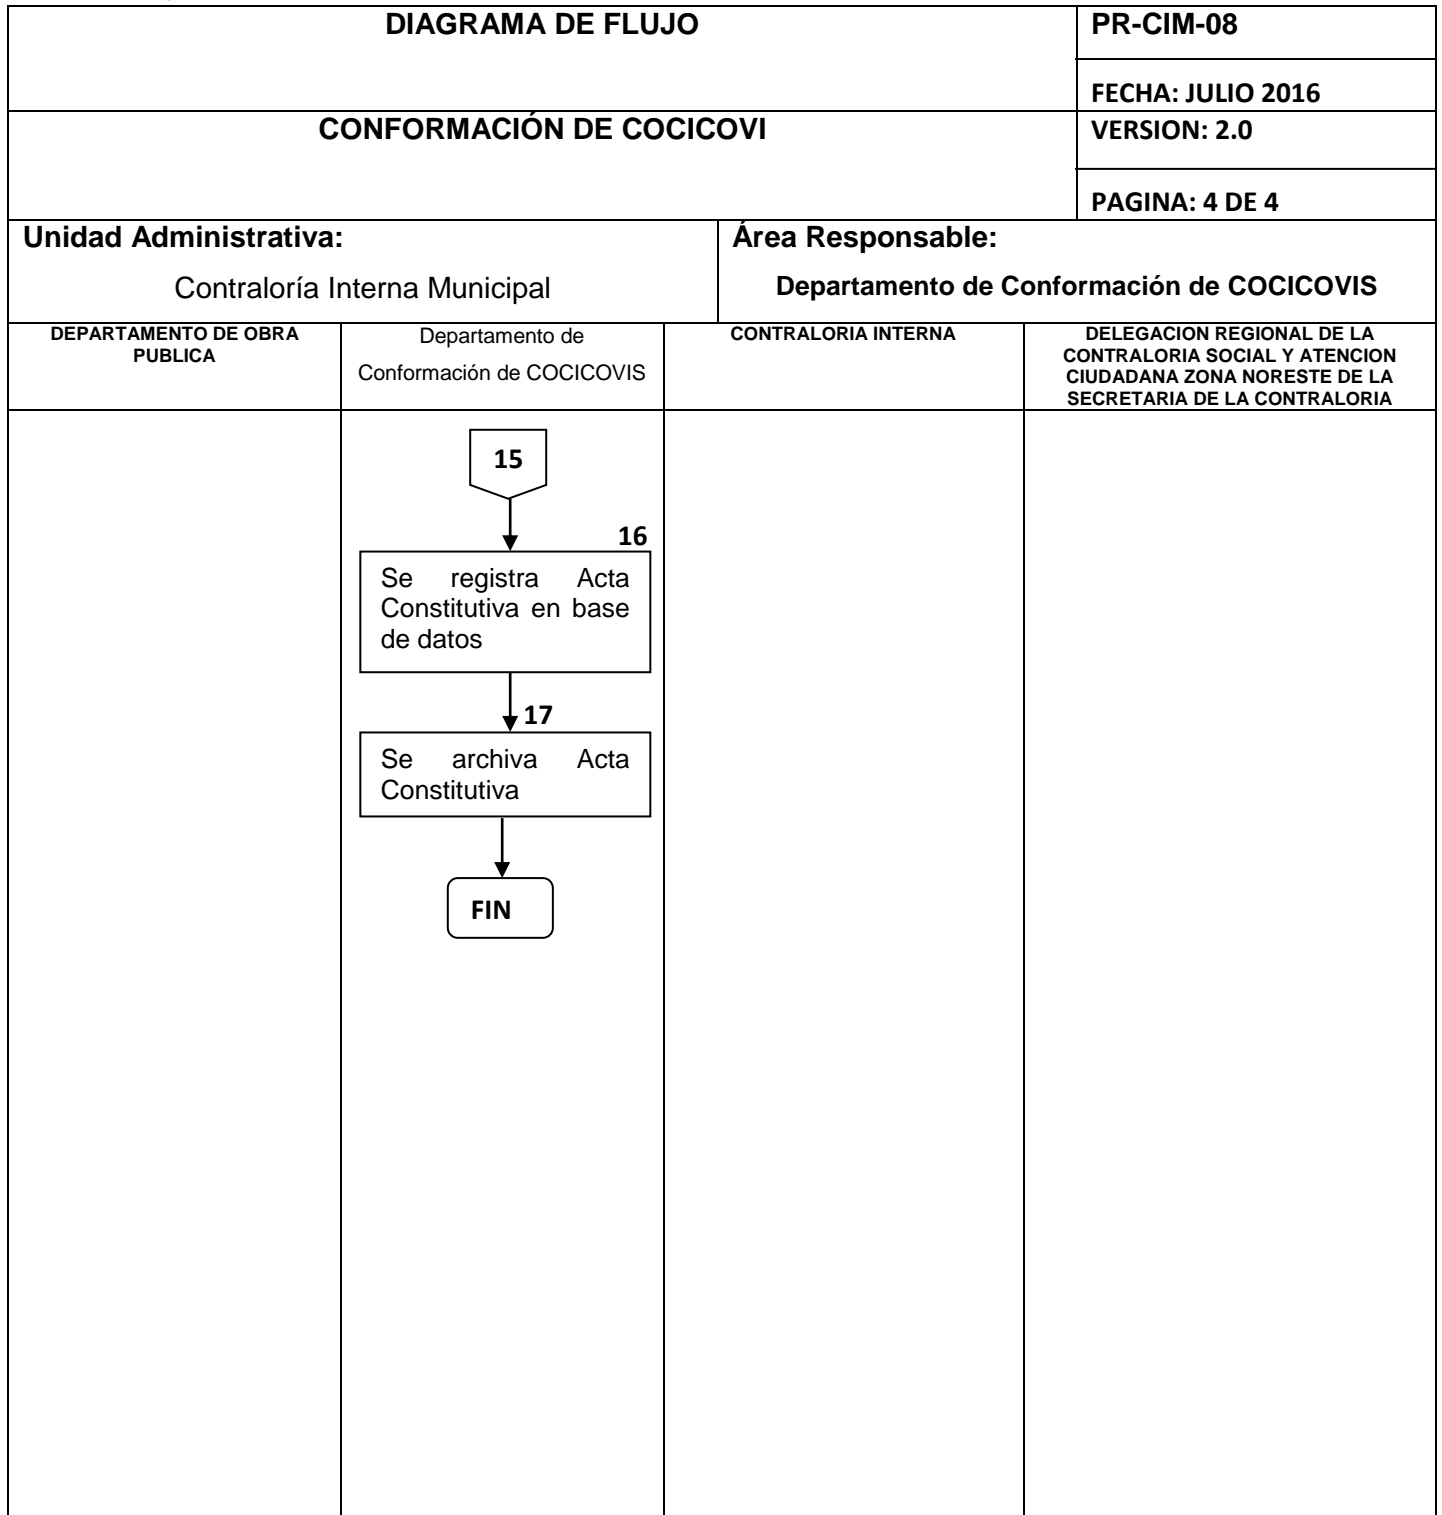 DIAGRAMA DE FLUJO
PR-CIM-08
FECHA: JULIO 2016
CONFORMACIÓN DE COCICOVI
VERSION: 2.0
PAGINA: 4 DE 4
Unidad Administrativa:
Contraloría Interna Municipal
Área Responsable:
Departamento de Conformación de COCICOVIS
DEPARTAMENTO DE OBRA
PUBLICA
Departamento de
Conformación de COCICOVIS
CONTRALORIA INTERNA
DELEGACION REGIONAL DE LA
CONTRALORIA SOCIAL Y ATENCION
CIUDADANA ZONA NORESTE DE LA
SECRETARIA DE LA CONTRALORIA
15
16
Se registra Acta
Constitutiva en base
de datos
17
Se archiva Acta
Constitutiva
FIN